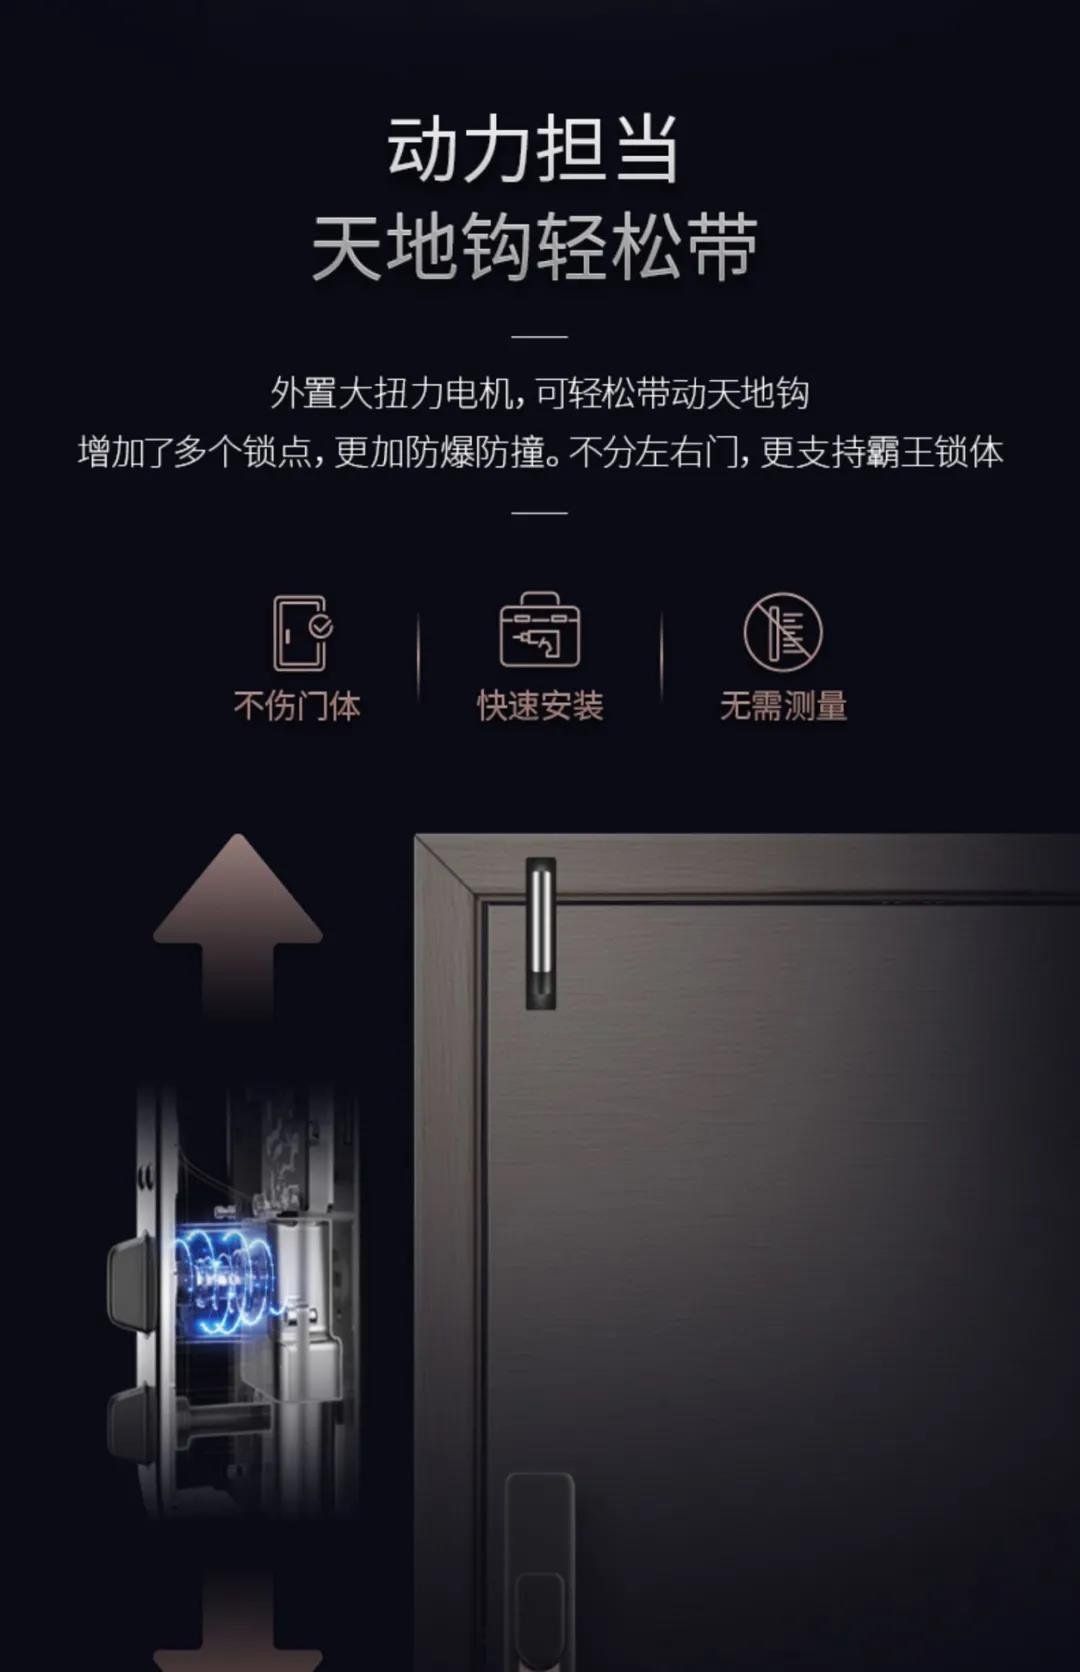 动力担当
天地钩轻松带
外置大扭力电机，可轻松带动天地钩
增加了多个锁点，更加防爆防撞。不分左右门，更支持霸王锁体
不伤门体
快速安装
无需测量